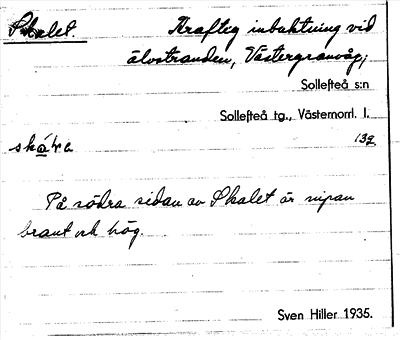 Skalet. Kraftig inbuktning vid
älvstranden, Västergranvåg,
Sollefteå s:n
Sollefteå tg., Västernorrl. l.
132
På södra sidan av Skalet är nipan
brant och hög.
Sven Hiller 1935.